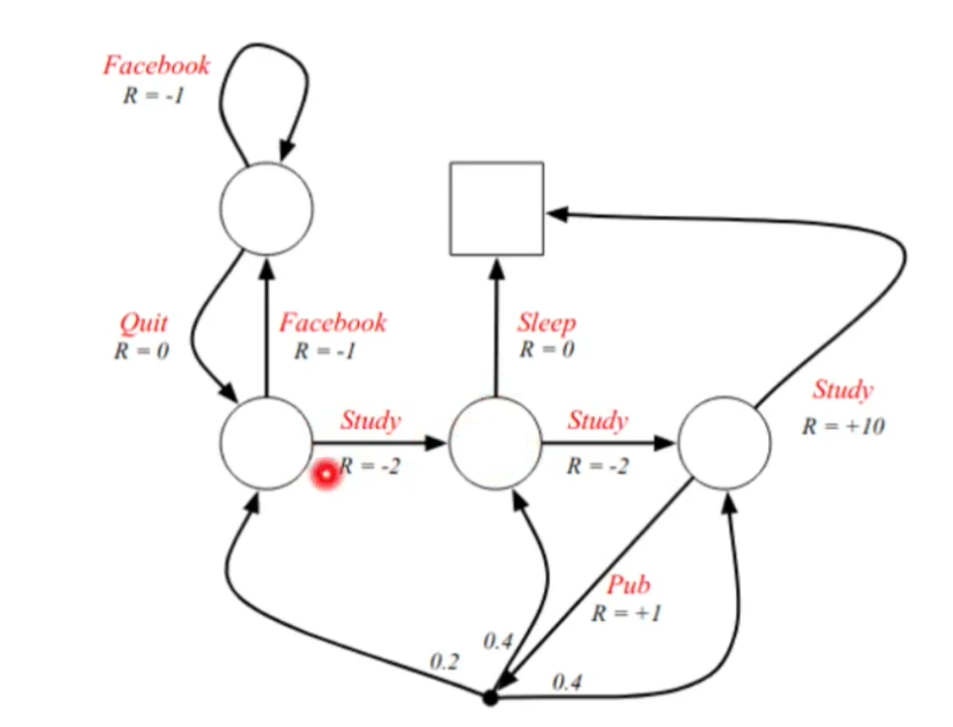 Facebook
R = -1
Quit
R = 0
Facebook
R = -1
Sleep
R = 0
Study
R = +10
Study
R = -2
Study
R = -2
Pub
R = +1
0.4
0.2
0.4